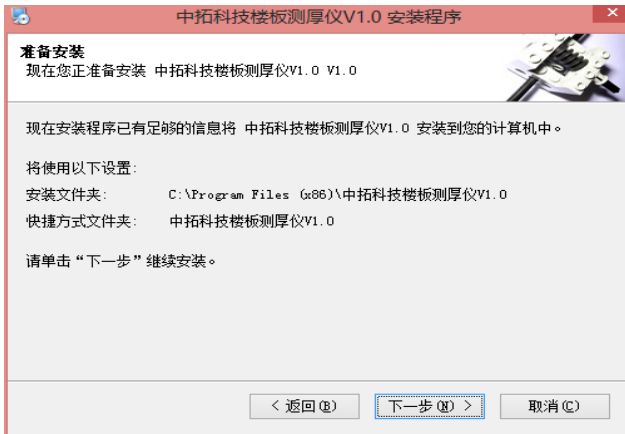 中拓科技楼板测厚仪V1.0 安装程序
准备安装
现在您正准备安装 中拓科技楼板测厚仪V1.0 V1.0
现在安装程序已有足够的信息将 中拓科技楼板测厚仪V1.0 安装到您的计算机中。
将使用以下设置:
安装文件夹: C:\Program Files (x86)\中拓科技楼板测厚仪V1.0
快捷方式文件夹: 中拓科技楼板测厚仪V1.0
请单击“下一步”继续安装。
< 返回(B) 下一步(N) > 取消(C)